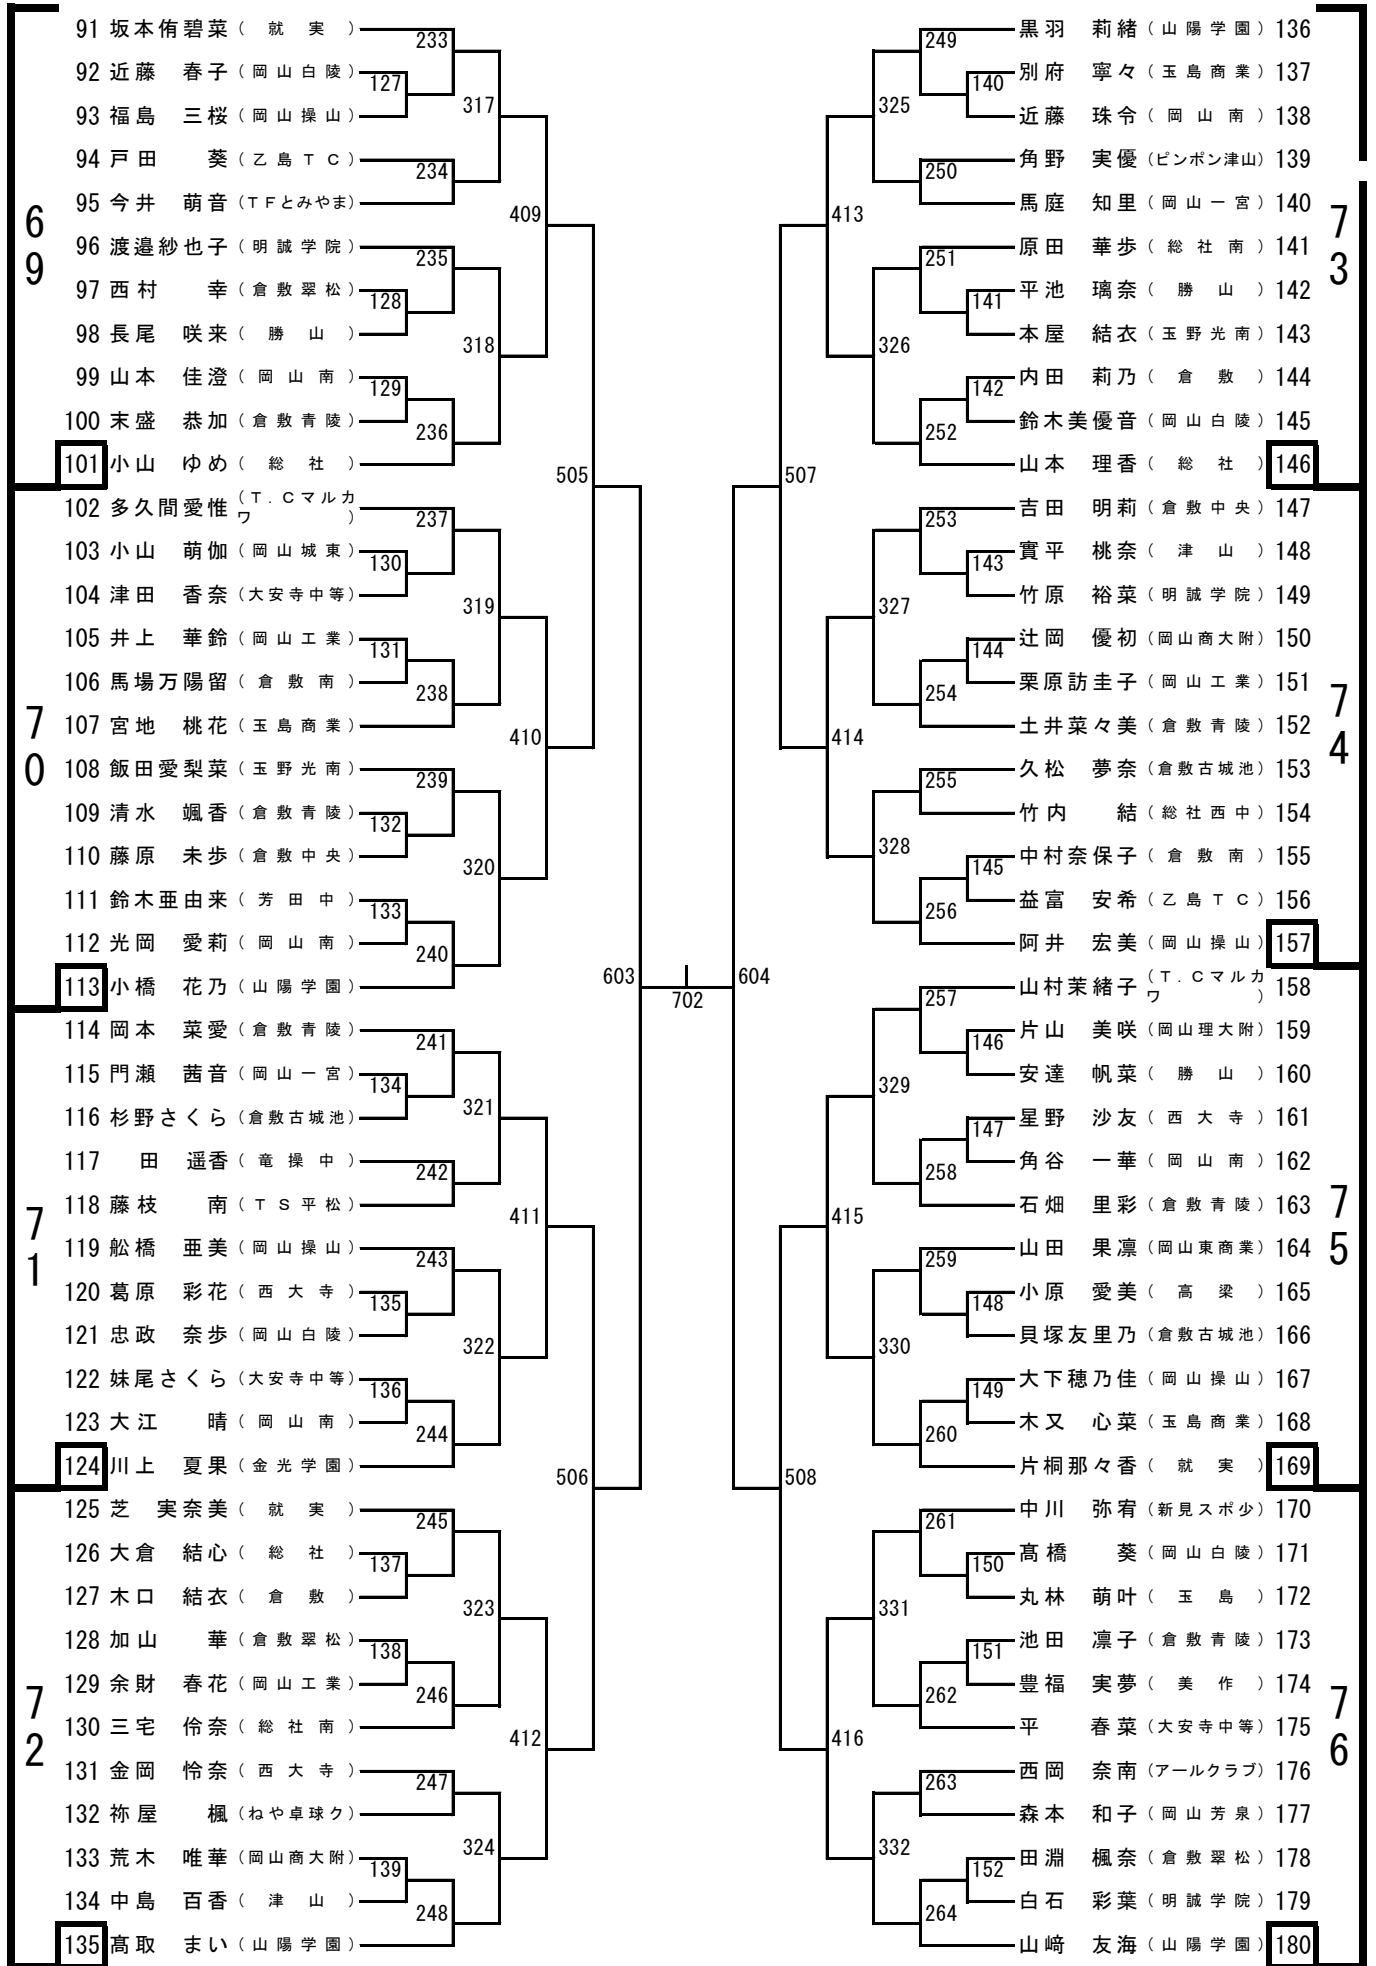 91 坂本侑碧菜 (就実)
92 近藤 春子 (岡山白陵)
93 福島 三桜 (岡山操山)
94 戸田 葵 (乙島TC)
95 今井 萌音 (TFとみやま)
96 渡邉紗也子 (明誠学院)
97 西村 幸 (倉敷翠松)
98 長尾 咲来 (勝山)
99 山本 佳澄 (岡山南)
100 末盛 恭加 (倉敷青陵)
101 小山 ゆめ (総社)
102 多久間愛惟 (T.Cマルカワ)
103 小山 萌伽 (岡山城東)
104 津田 香奈 (大安寺中等)
105 井上 華鈴 (岡山工業)
106 馬場万陽留 (倉敷南)
107 宮地 桃花 (玉島商業)
108 飯田愛梨菜 (玉野光南)
109 清水 颯香 (倉敷青陵)
110 藤原 未歩 (倉敷中央)
111 鈴木亜由来 (芳田中)
112 光岡 愛莉 (岡山南)
113 小橋 花乃 (山陽学園)
114 岡本 菜愛 (倉敷青陵)
115 門瀬 茜音 (岡山一宮)
116 杉野さくら (倉敷古城池)
117 田 遥香 (竜操中)
118 藤枝 南 (TS平松)
119 舩橋 亜美 (岡山操山)
120 葛原 彩花 (西大寺)
121 忠政 奈歩 (岡山白陵)
122 妹尾さくら (大安寺中等)
123 大江 晴 (岡山南)
124 川上 夏果 (金光学園)
125 芝 実奈美 (就実)
126 大倉 結心 (総社)
127 木口 結衣 (倉敷)
128 加山 華 (倉敷翠松)
129 余財 春花 (岡山工業)
130 三宅 伶奈 (総社南)
131 金岡 怜奈 (西大寺)
132 祢屋 楓 (ねや卓球ク)
133 荒木 唯華 (岡山商大附)
134 中島 百香 (津山)
135 髙取 まい (山陽学園)
69
70
71
72
127
128
129
130
131
132
133
134
135
136
137
138
139
233
234
235
236
237
238
239
240
241
242
243
244
245
246
247
248
317
318
319
320
321
322
323
324
409
410
411
412
505
506
603
702
604
507
508
413
414
415
416
325
326
327
328
329
330
331
332
249
250
251
252
253
254
255
256
257
258
259
260
261
262
263
264
140
141
142
143
144
145
146
147
148
149
150
151
152
黒羽 莉緒 (山陽学園) 136
別府 寧々 (玉島商業) 137
近藤 珠令 (岡山南) 138
角野 実優 (ピンポン津山) 139
馬庭 知里 (岡山一宮) 140
原田 華歩 (総社南) 141
平池 璃奈 (勝山) 142
本屋 結衣 (玉野光南) 143
内田 莉乃 (倉敷) 144
鈴木美優音 (岡山白陵) 145
山本 理香 (総社) 146
吉田 明莉 (倉敷中央) 147
實平 桃奈 (津山) 148
竹原 裕菜 (明誠学院) 149
辻岡 優初 (岡山商大附) 150
栗原訪圭子 (岡山工業) 151
土井菜々美 (倉敷青陵) 152
久松 夢奈 (倉敷古城池) 153
竹内 結 (総社西中) 154
中村奈保子 (倉敷南) 155
益富 安希 (乙島TC) 156
阿井 宏美 (岡山操山) 157
山村茉緒子 (T.Cマルカワ) 158
片山 美咲 (岡山理大附) 159
安達 帆菜 (勝山) 160
星野 沙友 (西大寺) 161
角谷 一華 (岡山南) 162
石畑 里彩 (倉敷青陵) 163
山田 果凛 (岡山東商業) 164
小原 愛美 (高梁) 165
貝塚友里乃 (倉敷古城池) 166
大下穂乃佳 (岡山操山) 167
木又 心菜 (玉島商業) 168
片桐那々香 (就実) 169
中川 弥宥 (新見スポ少) 170
髙橋 葵 (岡山白陵) 171
丸林 萌叶 (玉島) 172
池田 凛子 (倉敷青陵) 173
豊福 実夢 (美作) 174
平 春菜 (大安寺中等) 175
西岡 奈南 (アールクラブ) 176
森本 和子 (岡山芳泉) 177
田淵 楓奈 (倉敷翠松) 178
白石 彩葉 (明誠学院) 179
山﨑 友海 (山陽学園) 180
73
74
75
76